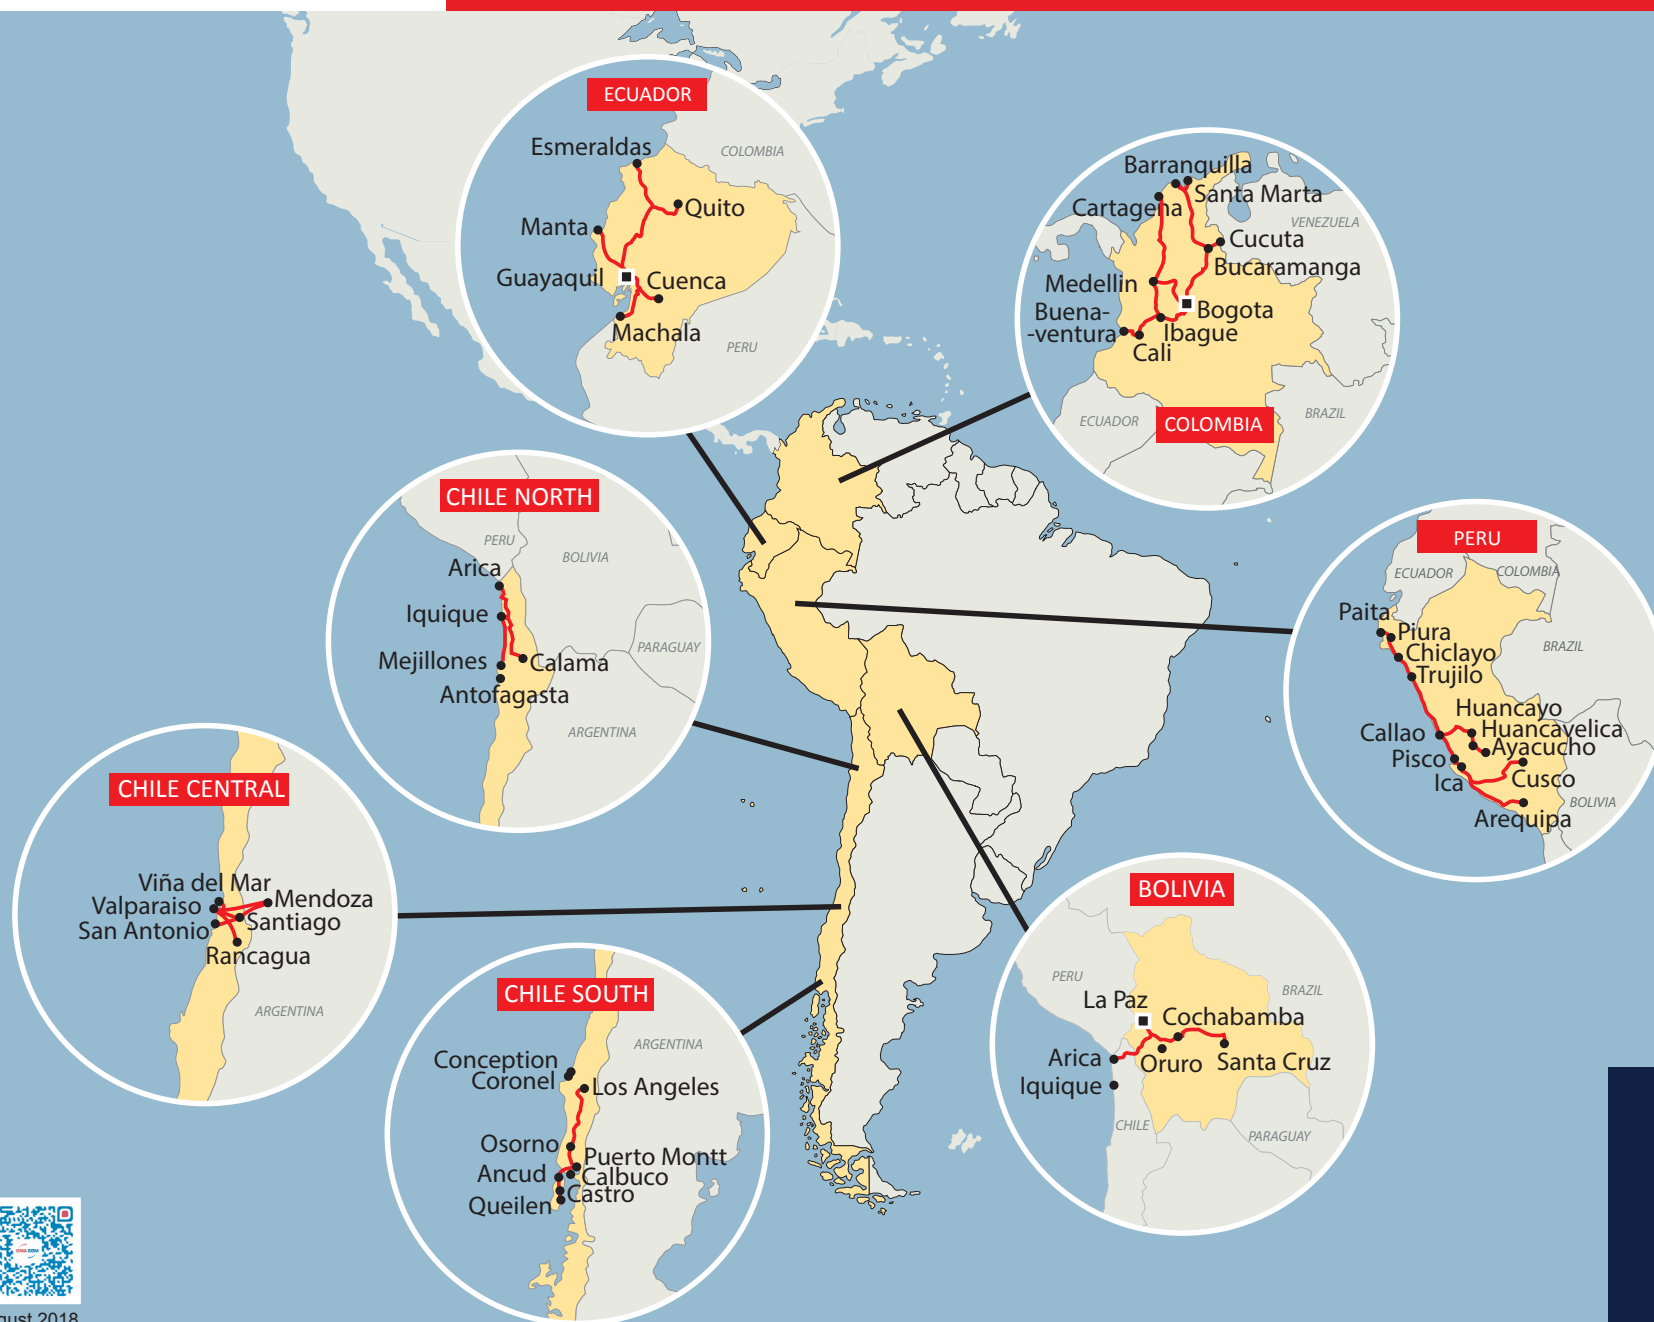 ECUADOR
Esmeraldas
COLOMBIA
Quito
Manta
Guayaquil
Cuenca
Machala
PERU
Barranquilla
Santa Marta
Cartagena
VENEZUELA
Cucuta
Bucaramanga
Medellin
Buena-
-ventura
Bogota
Ibague
Cali
ECUADOR
COLOMBIA
BRAZIL
CHILE NORTH
PERU
BOLIVIA
Arica
Iquique
Mejillones
Calama
Antofagasta
PARAGUAY
ARGENTINA
PERU
ECUADOR
COLOMBIA
Paita
Piura
Chiclayo
Trujilo
BRAZIL
Huancayo
Huancavelica
Callao
Ayacucho
Pisco
Ica
Cusco
BOLIVIA
Arequipa
CHILE CENTRAL
Viña del Mar
Valparaiso
Mendoza
San Antonio
Santiago
Rancagua
ARGENTINA
CHILE SOUTH
ARGENTINA
Conception
Coronel
Los Angeles
Osorno
Puerto Montt
Ancud
Calbuco
Castro
Queilen
BOLIVIA
PERU
BRAZIL
La Paz
Cochabamba
Arica
Oruro
Santa Cruz
Iquique
CHILE
PARAGUAY
CMA CGM
gust 2018